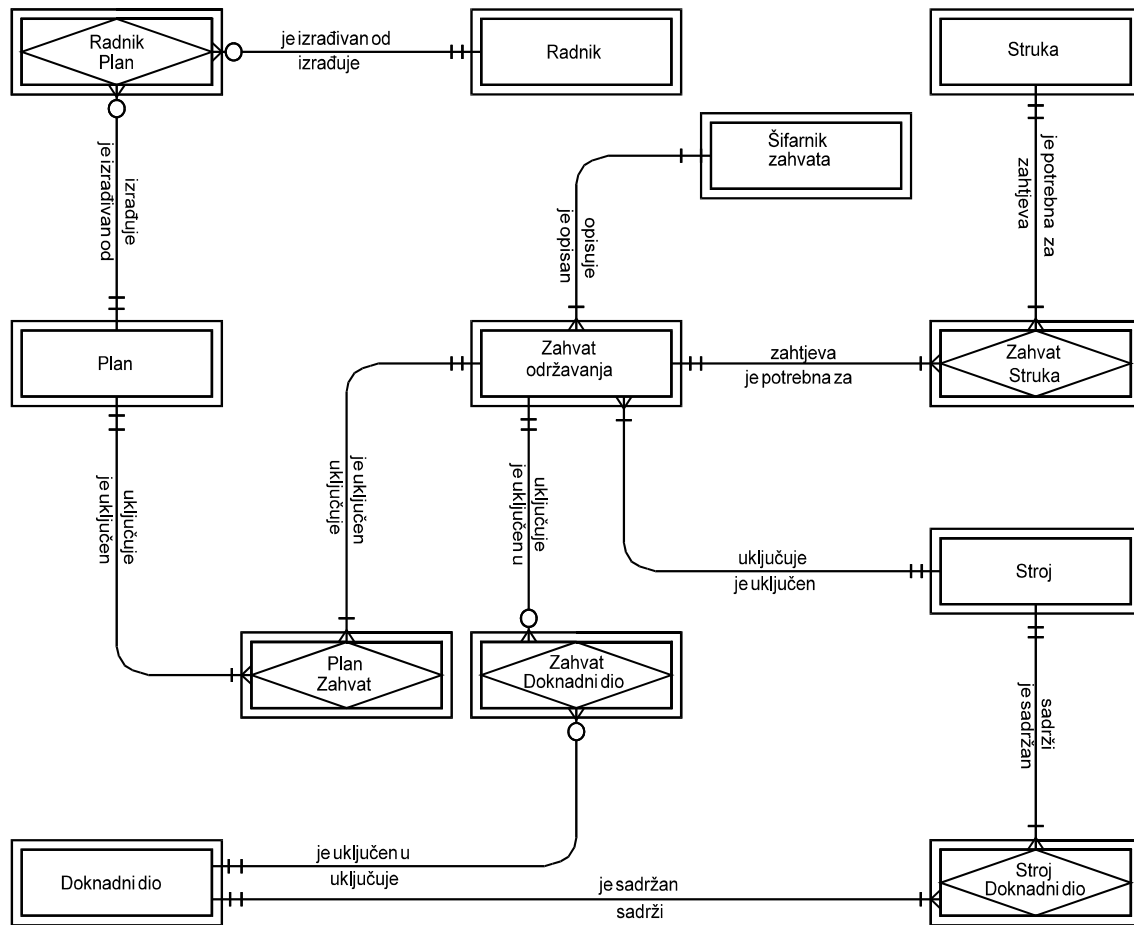 Radnik
Plan
je izrađivan od
izrađuje
Radnik
Struka
Šifarnik
zahvata
izrađuje
je izrađivan od
opisuje
je opisan
je potrebna za
zahtjeva
Plan
Zahvat
održavanja
zahtjeva
je potrebna za
Zahvat
Struka
uključuje
je uključen
je uključen
uključuje
uključuje
je uključen u
uključuje
je uključen
Stroj
Plan
Zahvat
Zahvat
Doknadni dio
sadrži
je sadržan
je uključen u
uključuje
Doknadni dio
je sadržan
sadrži
Stroj
Doknadni dio